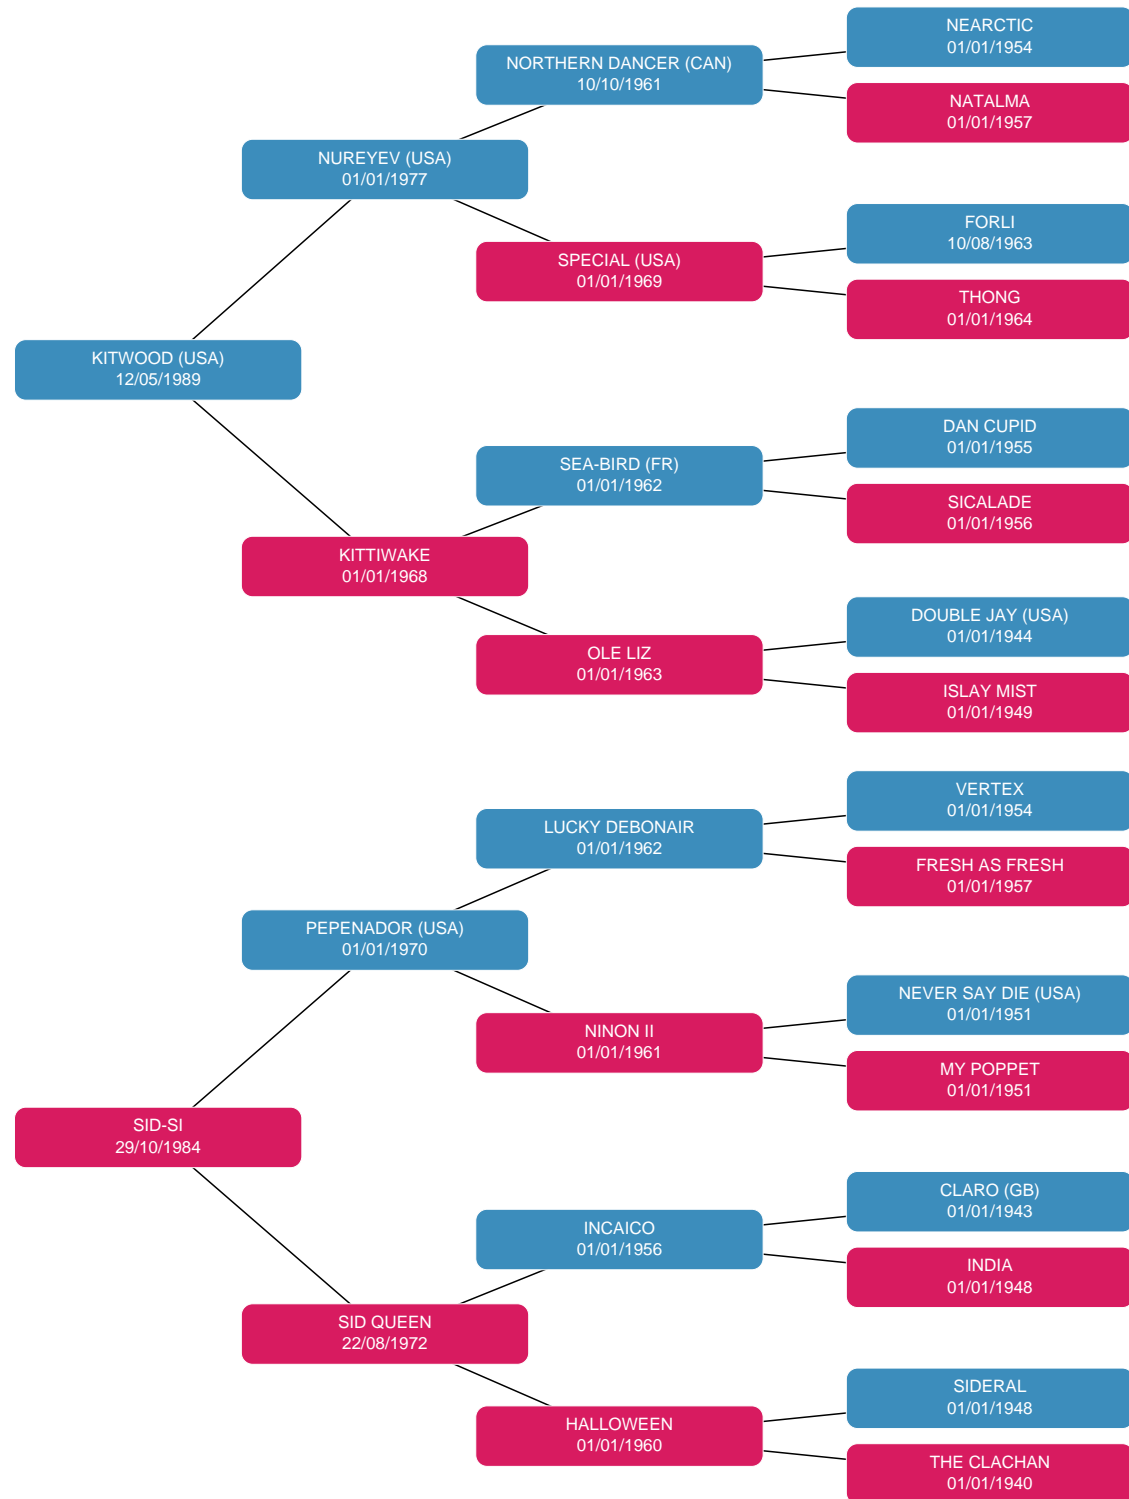 NEARCTIC
01/01/1954
NORTHERN DANCER (CAN)
10/10/1961
NATALMA
01/01/1957
NUREYEV (USA)
01/01/1977
FORLI
10/08/1963
SPECIAL (USA)
01/01/1969
THONG
01/01/1964
KITWOOD (USA)
12/05/1989
DAN CUPID
01/01/1955
SEA-BIRD (FR)
01/01/1962
SICALADE
01/01/1956
KITTIWAKE
01/01/1968
DOUBLE JAY (USA)
01/01/1944
OLE LIZ
01/01/1963
ISLAY MIST
01/01/1949
VERTEX
01/01/1954
LUCKY DEBONAIR
01/01/1962
FRESH AS FRESH
01/01/1957
PEPENADOR (USA)
01/01/1970
NEVER SAY DIE (USA)
01/01/1951
NINON II
01/01/1961
MY POPPET
01/01/1951
SID-SI
29/10/1984
CLARO (GB)
01/01/1943
INCAICO
01/01/1956
INDIA
01/01/1948
SID QUEEN
22/08/1972
SIDERAL
01/01/1948
HALLOWEEN
01/01/1960
THE CLACHAN
01/01/1940